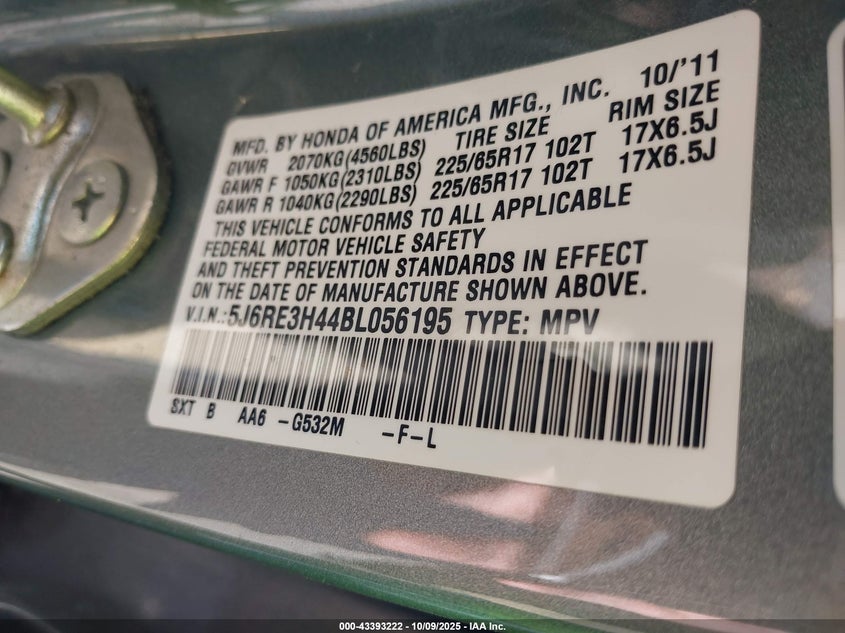 MFD. BY HONDA OF AMERICA MFG., INC. 10/'11
GVWR 2070KG(4560LBS) TIRE SIZE RIM SIZE
GAWR F 1050KG(2310LBS) 225/65R17 102T 17X6.5J
GAWR R 1040KG(2290LBS) 225/65R17 102T 17X6.5J
THIS VEHICLE CONFORMS TO ALL APPLICABLE
FEDERAL MOTOR VEHICLE SAFETY
AND THEFT PREVENTION STANDARDS IN EFFECT
ON THE DATE OF MANUFACTURE SHOWN ABOVE.
V.I.N.:5J6RE3H44BL056195 TYPE: MPV
SXT B AA6 -G532M -F-L
000-43393222 - 10/09/2025 - IAA Inc.